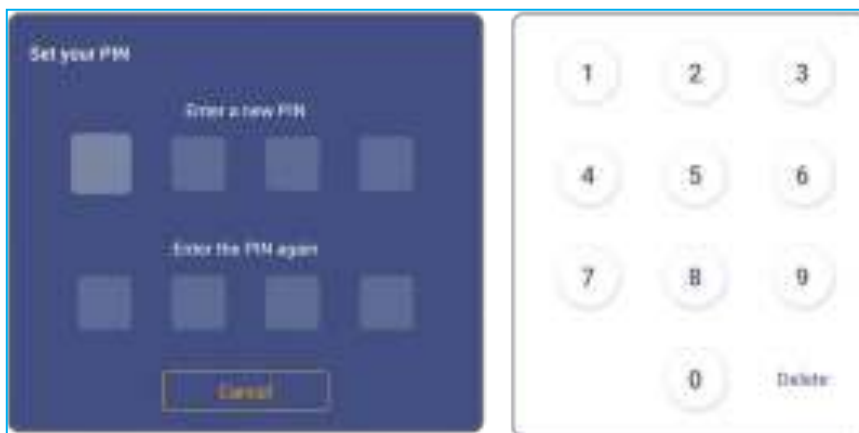 Set your PIN
Enter a new PIN
Enter the PIN again
Cancel
1 2 3
4 5 6
7 8 9
0 Delete